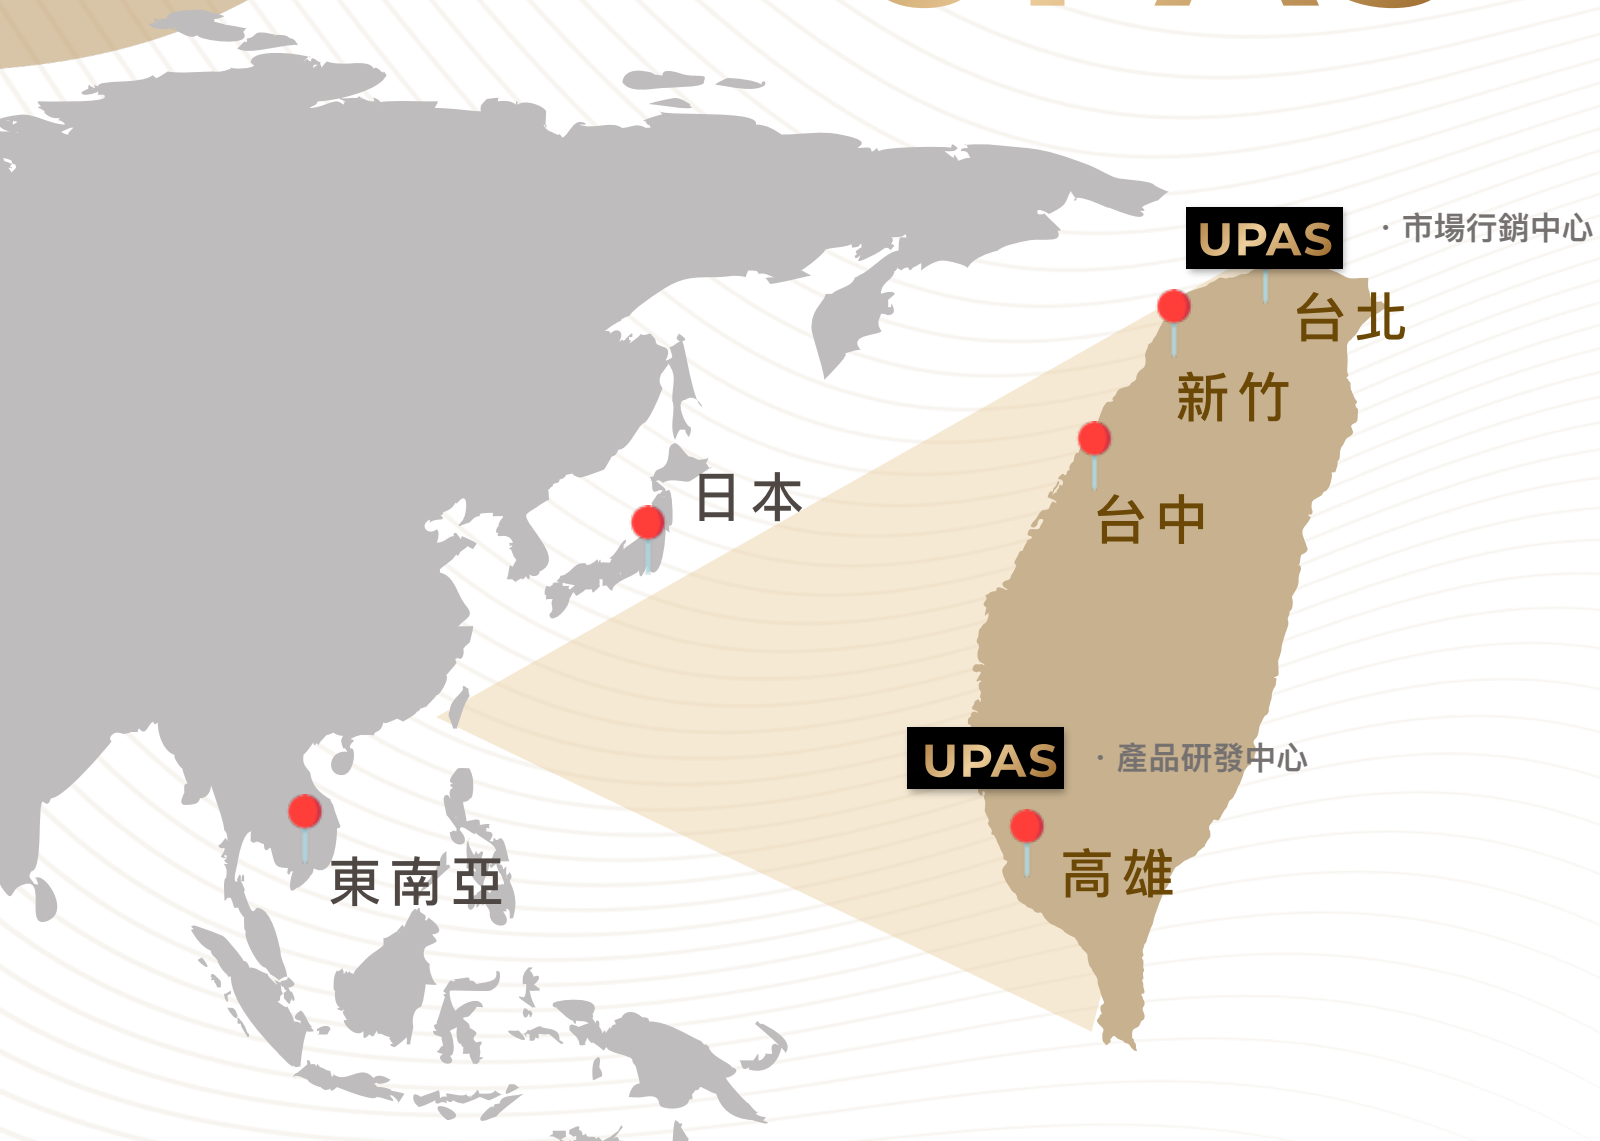 UPAS
· 市場行銷中心
台北
新竹
日本
台中
UPAS
· 產品研發中心
東南亞
高雄